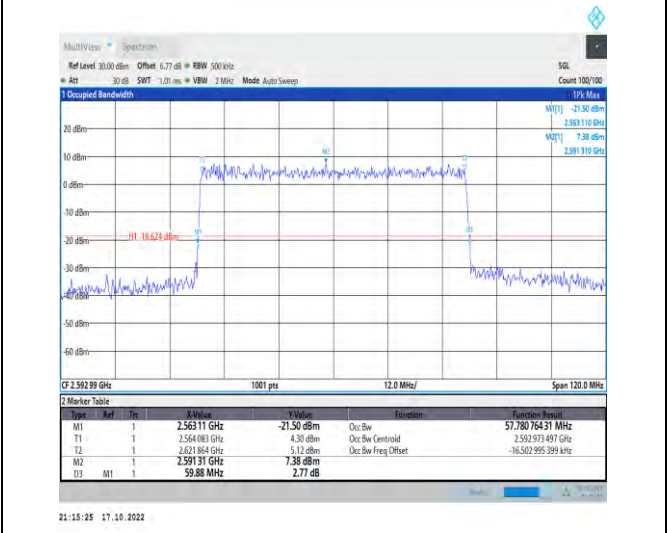 MultiView Spectrum
Ref Level 30.00 dBm Offset 6.77 dB RBW 500 kHz SGL
Att 30 dB SWT 1.01 ms VBW 2 MHz Mode Auto Sweep Count 100/100
1 Occupied Bandwidth 1Pk Max
M1[1] -21.50 dBm
2.563110 GHz
20 dBm
M2[1] 7.38 dBm
2.591310 GHz
10 dBm
M2
0 dBm
-10 dBm
M1
D3
H1 -18.624 dBm
-20 dBm
-30 dBm
-40 dBm
-50 dBm
-60 dBm
CF 2.592 99 GHz 1001 pts 12.0 MHz/ Span 120.0 MHz
2 Marker Table
Type Ref Trc X-Value Y-Value Function Function Result
M1 1 2.563 11 GHz -21.50 dBm Occ Bw 57.780 764 31 MHz
T1 1 2.564 083 GHz 4.30 dBm Occ Bw Centroid 2.592 973 497 GHz
T2 1 2.621 864 GHz 5.12 dBm Occ Bw Freq Offset -16.502 995 399 kHz
M2 1 2.591 31 GHz 7.38 dBm
D3 M1 1 59.88 MHz 2.77 dB
21:15:25 17.10.2022